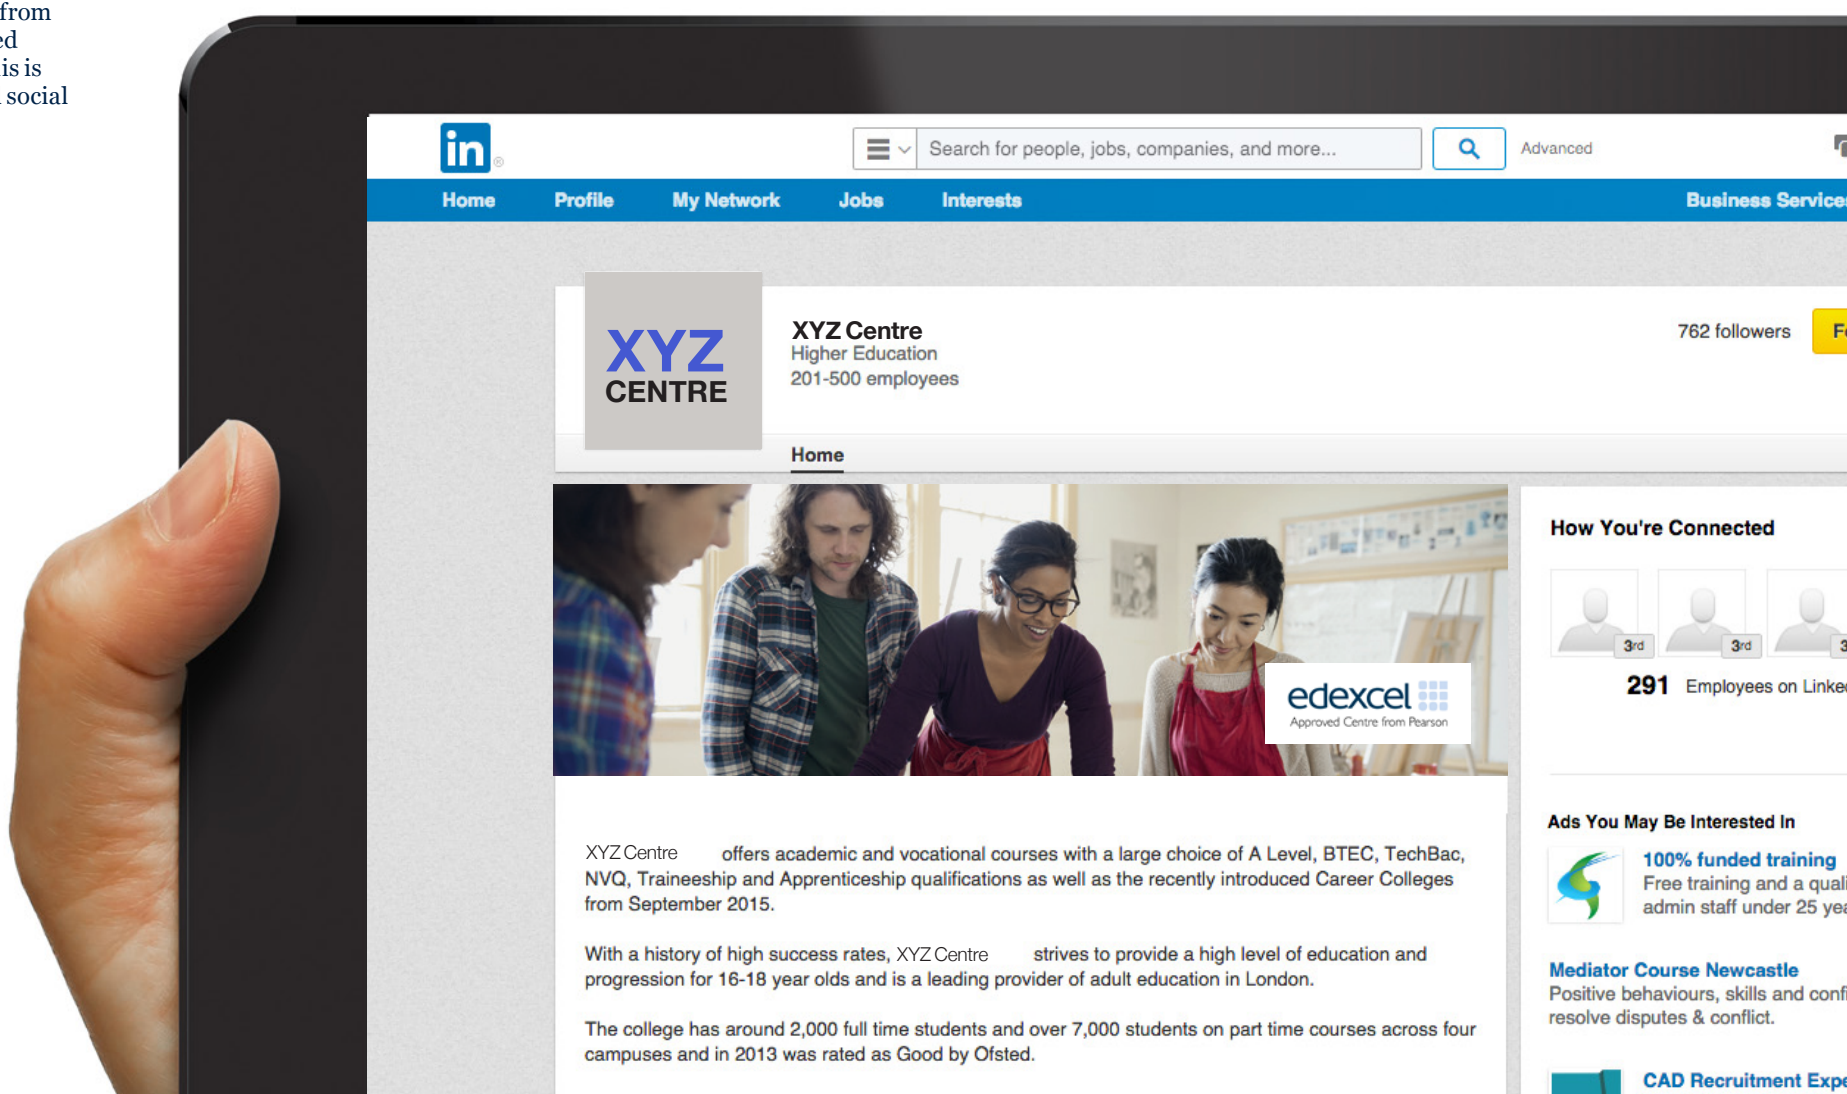 from
ed
is is
social
in
Search for people, jobs, companies, and more...
Advanced
Home
Profile
My Network
Jobs
Interests
Business Services
XYZ
CENTRE
XYZ Centre
Higher Education
201-500 employees
762 followers
Home
How You're Connected
3rd
3rd
3
291 Employees on Linke
edexcel
Approved Centre from Pearson
XYZ Centre offers academic and vocational courses with a large choice of A Level, BTEC, TechBac,
NVQ, Traineeship and Apprenticeship qualifications as well as the recently introduced Career Colleges
from September 2015.
With a history of high success rates, XYZ Centre strives to provide a high level of education and
progression for 16-18 year olds and is a leading provider of adult education in London.
The college has around 2,000 full time students and over 7,000 students on part time courses across four
campuses and in 2013 was rated as Good by Ofsted.
Ads You May Be Interested In
100% funded training
Free training and a quali
admin staff under 25 yea
Mediator Course Newcastle
Positive behaviours, skills and confi
resolve disputes & conflict.
CAD Recruitment Expe